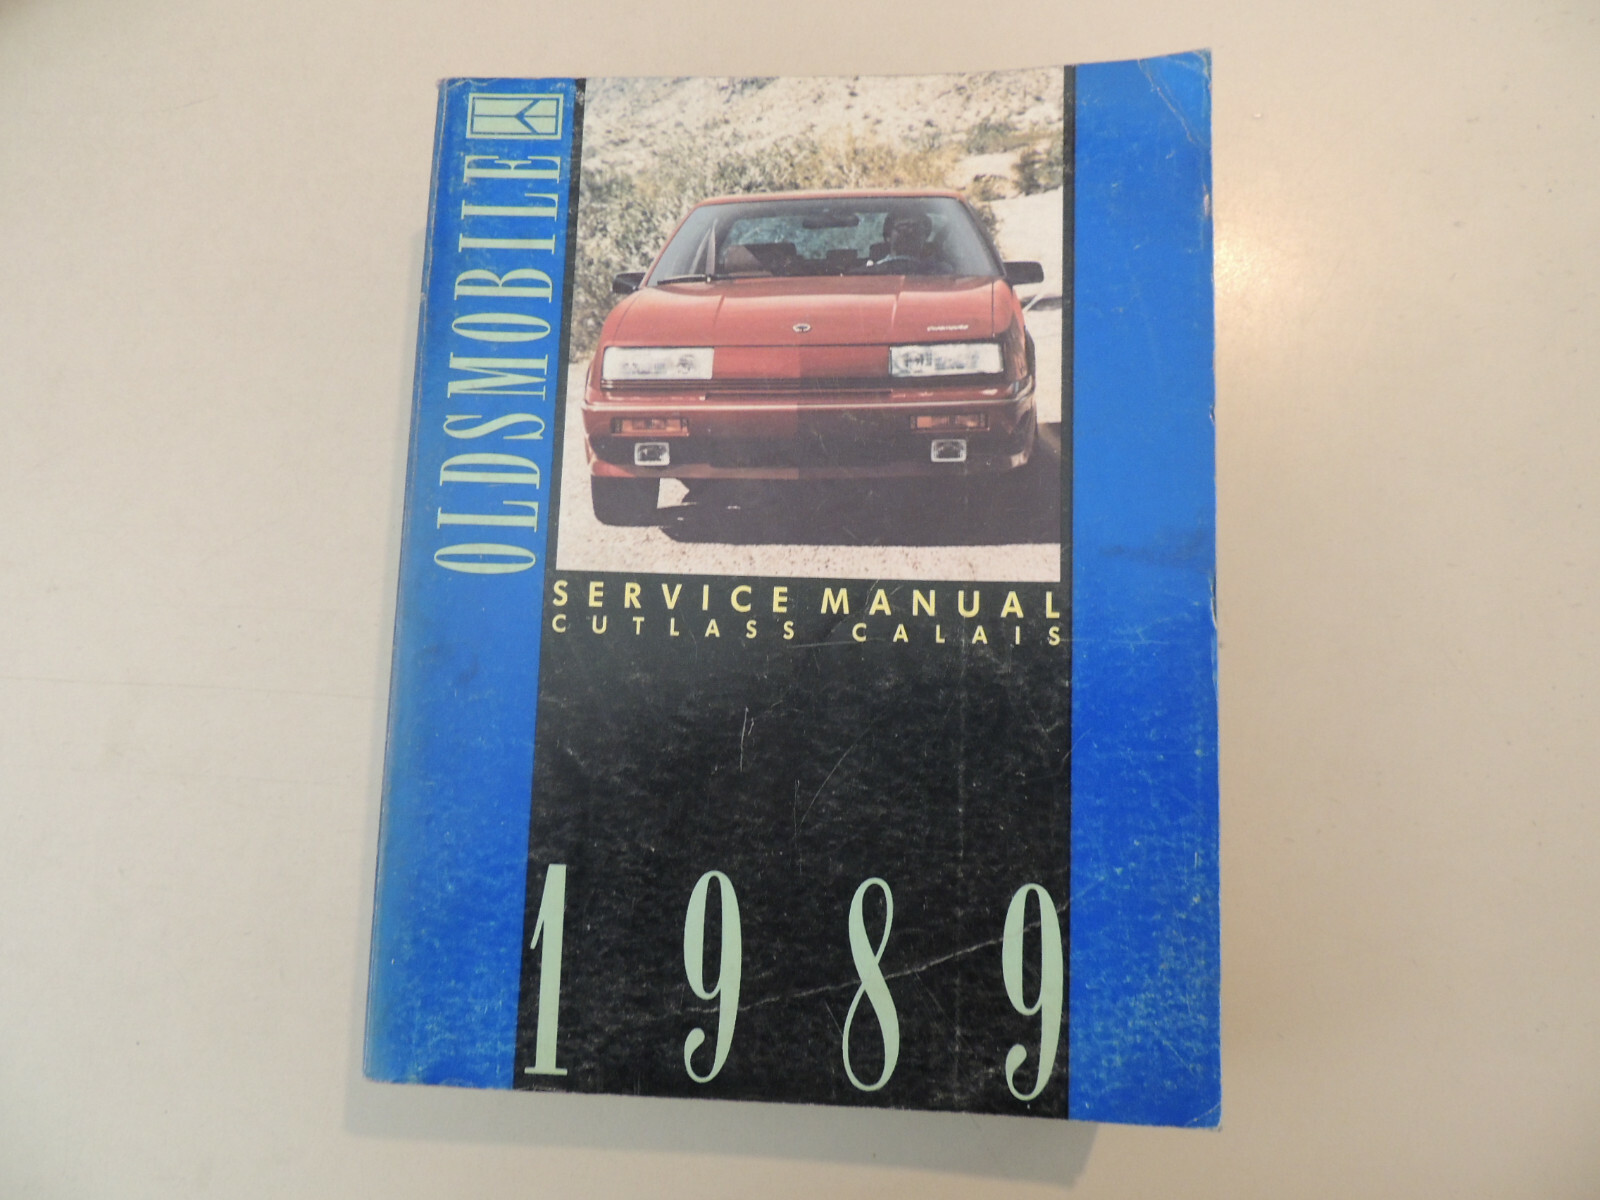 OLDSMOBILE
SERVICE MANUAL
CUTLASS CALAIS
1989